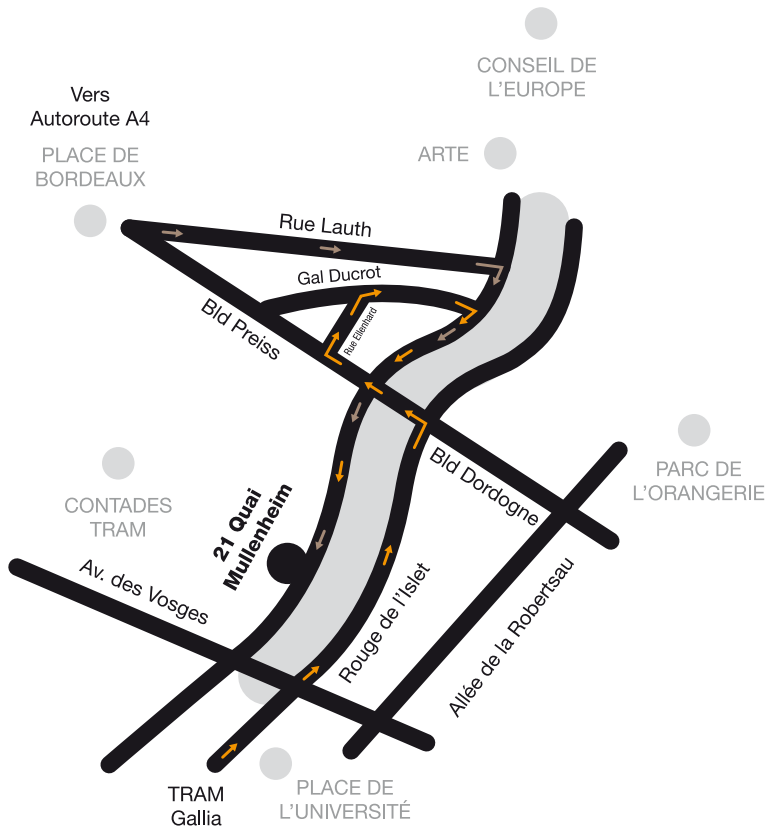 CONSEIL DE
L'EUROPE
Vers
Autoroute A4
PLACE DE
BORDEAUX
ARTE
Rue Lauth
Gal Ducrot
Bld Preiss
Rue Ellenhard
Bld Dordogne
PARC DE
L'ORANGERIE
CONTADES
TRAM
21 Quai
Mullenheim
Av. des Vosges
Rouge de l'Islet
Allée de la Robertsau
TRAM
Gallia
PLACE DE
L'UNIVERSITÉ